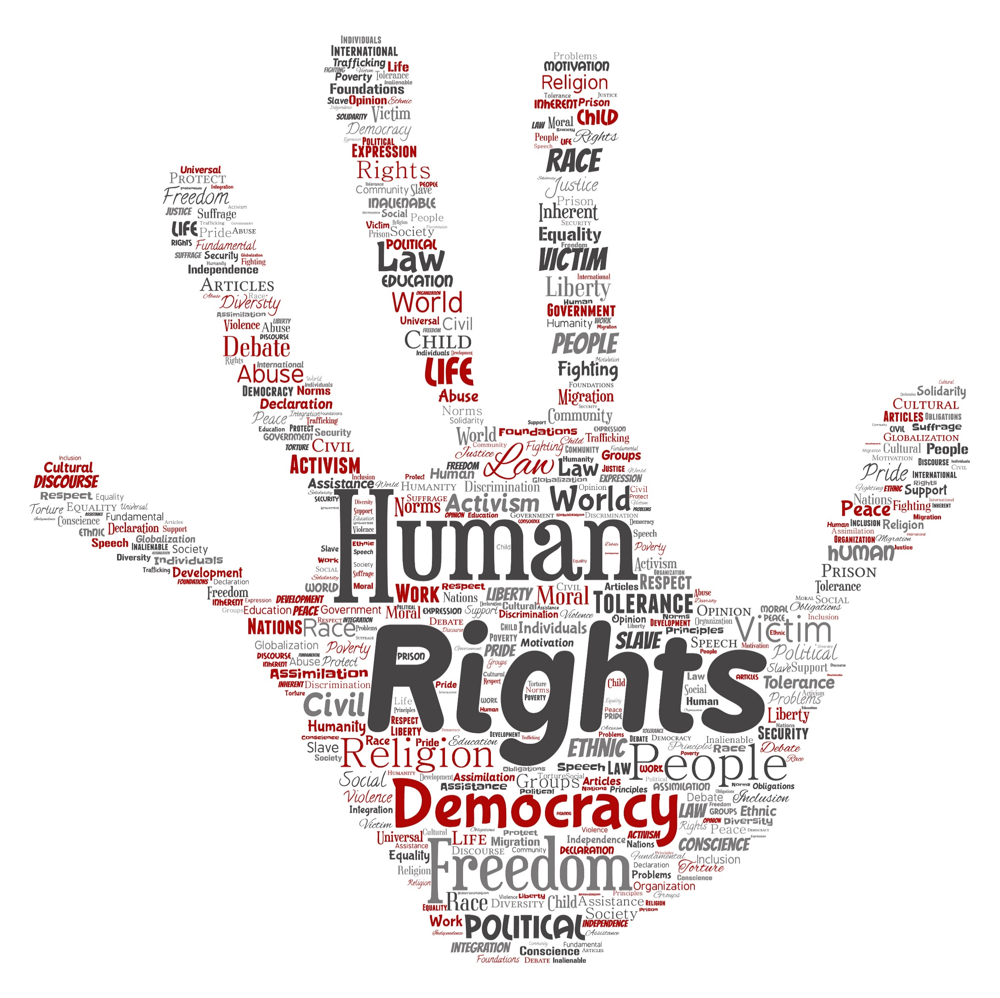 Individuals
International
Trafficking Life
Fighting Victim
Poverty Tolerance
Inalienable
Foundations
Slave Opinion Ethnic
Independence
Solidarity Victim
Democracy
Expression Political
Expression
Rights
Tolerance People
Community Slave
Inalienable
Motivation Social People
Victim Religion Discrimination
Prison Society
Political
Law
Education
Organization
World
Universal Civil
Freedom
Child
Individuals Development
Life
Abuse
Norms
Solidarity
Problems
Motivation
Religion
Tolerance Justice
Inherent Prison
Child
Law Moral
Society
People Life Rights
Speech
Race
Solidarity
Justice
Prison
Inherent
Security
Equality
Freedom
Victim
International
Liberty
Human
Government
Humanity Work
Migration
People
Motivation
Fighting
Foundations
Migration
Security
Community
Support
Universal
Protect
Inalienable Integration
Freedom
Activism
Justice Suffrage
Trafficking Government
Life Pride Abuse
Rights Fundamental
Suffrage Security Globalization
Humanity Fighting
Independence
Articles
Abuse Race
Diversity
Assimilation
Violence Abuse Liberty
Discourse
Debate
Rights International
Abuse World
Individuals
Democracy Norms
Declaration
Peace Integration Foundations
Trafficking
Education Protect Security
Government
Torture Civil
Activism
Inclusion
Assistance World
Inclusion
Cultural
Discourse
Respect Equality
Torture Equality Universal
Independence Conscience Assistance Fundamental
Articles
Ethnic Declaration Support
Globalization
Speech Inalienable Society
Assimilation
Diversity Individuals
Trafficking Development
Foundations Declaration
Freedom
Inherent Expression Development
Groups Education Peace Government
Cultural
Declaration Solidarity
Cultural
Articles Obligations
Community Civil Suffrage
Globalization
Migration Cultural People
Motivation Discourse Individuals
Civil
Pride International
Rights
Fighting Ethnic Support
Nations International
Peace Fighting Inherent
Migration
Human Inclusion Religion
Assimilation International
Organization Migration
Human Justice
Prison
Tolerance
Moral Social
Moral Obligations
Peace Inclusion
World Foundations Expression
Community Fighting Child Trafficking
Justice Law Community Fundamental
Humanity Groups
Freedom Law Justice World
Protect Human Globalization Expression
Humanity Discrimination World Opinion Civil
Solidarity Suffrage Activism Protect
Security Norms Victim
Universal Problems
Opinion Education Government Globalization Discrimination
Conscience Democracy
Human
Diversity
Support
Education
Universal
Violence
Ethnic
Speech
Society
Suffrage
Moral
Child Debate Speech
Conscience Poverty
Equality Activism
Slave Organization
Work
Social
Solidarity
World
Work Respect Liberty Moral Civil Articles Respect
Nations Tolerance Abuse
Diversity
Declaration Cultural Assistance
Moral Political Expression Support
Discrimination Violence Opinion Norms Opinion
Liberty Development Organization
Nations Race Respect Integration
Problems
Suffrage
Debate Child Individuals Principles Victim
Discourse Ethnic
Poverty Slave Speech Motivation
Government Pride Motivation People Political Diversity
Globalization Poverty
Discourse Fundamental
Inherent Abuse Protect
Rights
Prison
Groups
Cultural
Respect
Pride
Integration
Work
Human
Torture
Norms
Poverty
Child
Equality
Peace
Pride
Law Articles
Social
Human
Organization
Slave Support Discourse
Discrimination
Tolerance
Problems Activism
Education
Liberty
Nations
Security
Assimilation
Inherent Discrimination
Torture
Civil Life
Principles
Humanity Respect
Liberty Democracy
Conscience Race Pride Education Development Trafficking
Slave Religion
Society
Activism Tolerance
Problems Debate Democracy Inalienable
Ethnic Principles Race Debate
Poverty Race
People
Obligations Speech Law Work
Social Humanity Development Assimilation Groups Torture Social Articles Political
Assistance Political Nations Principles Assimilation Norms Obligations
Violence Democracy Debate Obligations Inclusion
Integration Fighting Law Freedom Groups Ethnic
Victim Opinion Diversity
Rights Peace Democracy
Universal Cultural Life Obligations Protect Violence
Assistance Migration Independence Activism Conscience Expression
Nations
Equality Discourse Community Declaration
Freedom Fundamental Principles Inclusion
Religion Declaration Torture
Religion Problems Conscience
Organization
Discrimination Violence Liberty Assimilation Principles Groups
Equality Race Diversity Child Assistance Religion
Society Prison
Work Political Independence
Independence Assistance
Integration Community Fundamental
Conscience Articles
Foundations Debate Inalienable